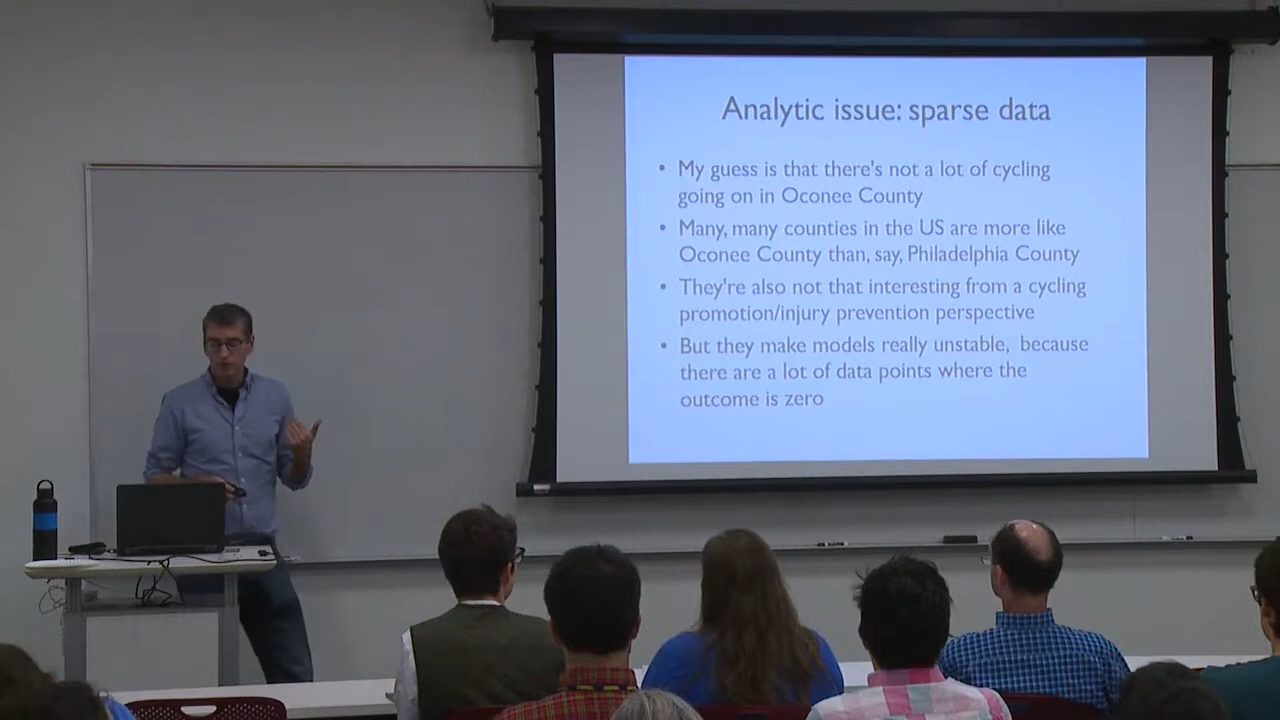 Analytic issue: sparse data
• My guess is that there's not a lot of cycling
going on in Oconee County
• Many, many counties in the US are more like
Oconee County than, say, Philadelphia County
• They're also not that interesting from a cycling
promotion/injury prevention perspective
• But they make models really unstable, because
there are a lot of data points where the
outcome is zero